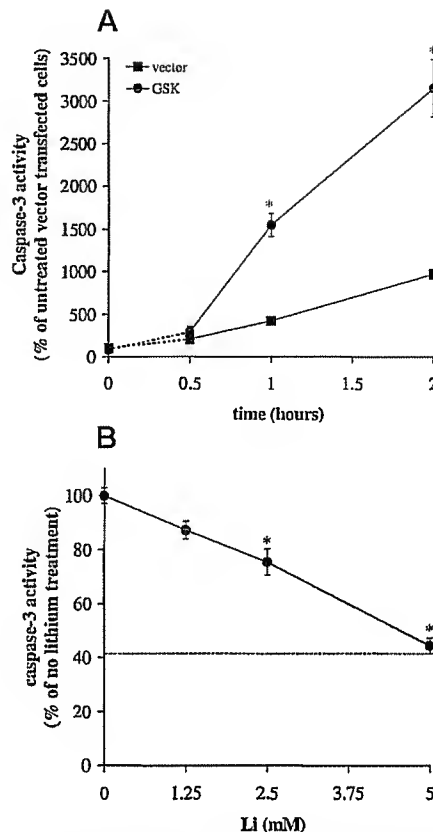 A
vector
GSK
Caspase-3 activity
(% of untreated vector transfected cells)
3500
3000
2500
2000
1500
1000
500
0
*
*
0
0.5
1
1.5
2
time (hours)
B
caspase-3 activity
(% of no lithium treatment)
100
80
60
40
20
0
*
*
0
1.25
2.5
3.75
5
Li (mM)